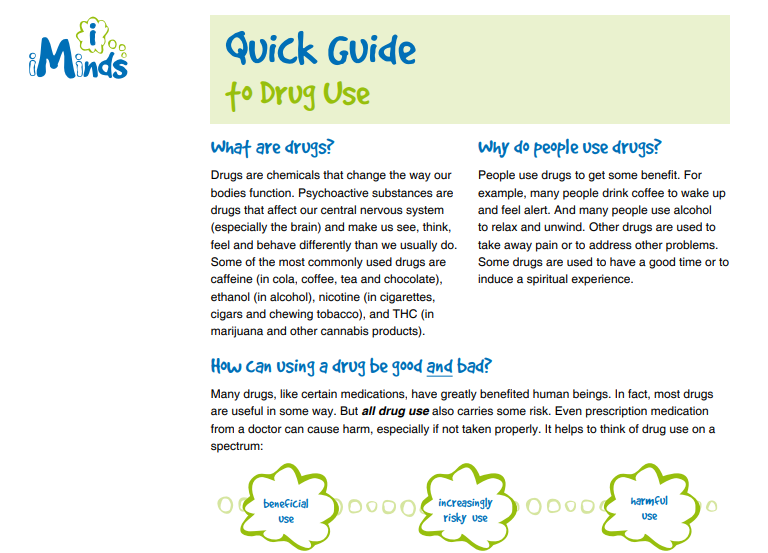 i
iMinds
Quick Guide
to Drug Use
What are drugs?
Drugs are chemicals that change the way our
bodies function. Psychoactive substances are
drugs that affect our central nervous system
(especially the brain) and make us see, think,
feel and behave differently than we usually do.
Some of the most commonly used drugs are
caffeine (in cola, coffee, tea and chocolate),
ethanol (in alcohol), nicotine (in cigarettes,
cigars and chewing tobacco), and THC (in
marijuana and other cannabis products).
Why do people use drugs?
People use drugs to get some benefit. For
example, many people drink coffee to wake up
and feel alert. And many people use alcohol
to relax and unwind. Other drugs are used to
take away pain or to address other problems.
Some drugs are used to have a good time or to
induce a spiritual experience.
How can using a drug be good and bad?
Many drugs, like certain medications, have greatly benefited human beings. In fact, most drugs
are useful in some way. But all drug use also carries some risk. Even prescription medication
from a doctor can cause harm, especially if not taken properly. It helps to think of drug use on a
spectrum:
beneficial
use
increasingly
risky use
harmful
use